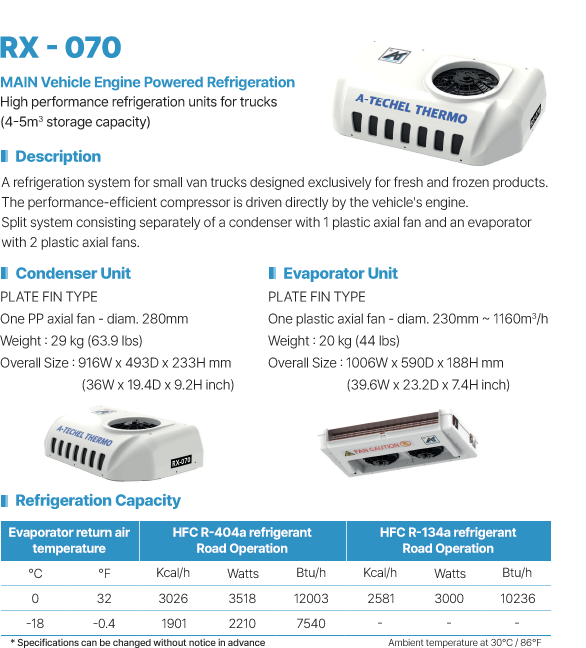 RX - 070
MAIN Vehicle Engine Powered Refrigeration
High performance refrigeration units for trucks
(4-5m³ storage capacity)
A-TECHEL THERMO
Description
A refrigeration system for small van trucks designed exclusively for fresh and frozen products.
The performance-efficient compressor is driven directly by the vehicle's engine.
Split system consisting separately of a condenser with 1 plastic axial fan and an evaporator
with 2 plastic axial fans.
Condenser Unit
PLATE FIN TYPE
One PP axial fan - diam. 280mm
Weight : 29 kg (63.9 lbs)
Overall Size : 916W x 493D x 233H mm
(36W x 19.4D x 9.2H inch)
A-TECHEL THERMO
RX-070
Evaporator Unit
PLATE FIN TYPE
One plastic axial fan - diam. 230mm ~ 1160m³/h
Weight : 20 kg (44 lbs)
Overall Size : 1006W x 590D x 188H mm
(39.6W x 23.2D x 7.4H inch)
FAN CAUTION
Refrigeration Capacity
Evaporator return air temperature HFC R-404a refrigerant Road Operation HFC R-134a refrigerant Road Operation
°C °F Kcal/h Watts Btu/h Kcal/h Watts Btu/h
0 32 3026 3518 12003 2581 3000 10236
-18 -0.4 1901 2210 7540 - - -
* Specifications can be changed without notice in advance Ambient temperature at 30°C / 86°F